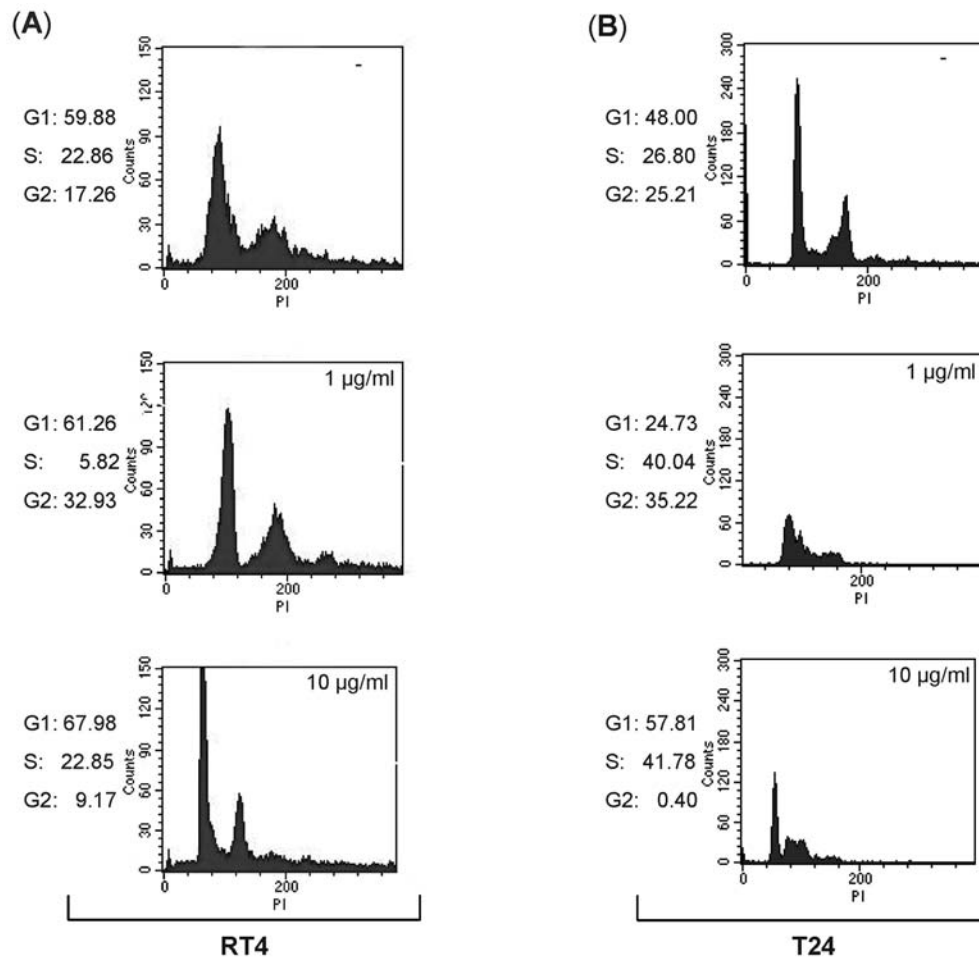 (A)
G1: 59.88
S: 22.86
G2: 17.26
Counts
150
120
90
60
30
0
0
200
PI
-
G1: 61.26
S: 5.82
G2: 32.93
Counts
150
90
60
30
0
0
200
PI
1 µg/ml
G1: 67.98
S: 22.85
G2: 9.17
Counts
150
120
90
60
30
0
0
200
PI
10 µg/ml
RT4
(B)
G1: 48.00
S: 26.80
G2: 25.21
Counts
300
240
180
120
60
0
0
200
PI
-
G1: 24.73
S: 40.04
G2: 35.22
Counts
300
240
180
120
60
0
200
PI
1 µg/ml
G1: 57.81
S: 41.78
G2: 0.40
Counts
300
240
180
120
60
0
0
200
PI
10 µg/ml
T24